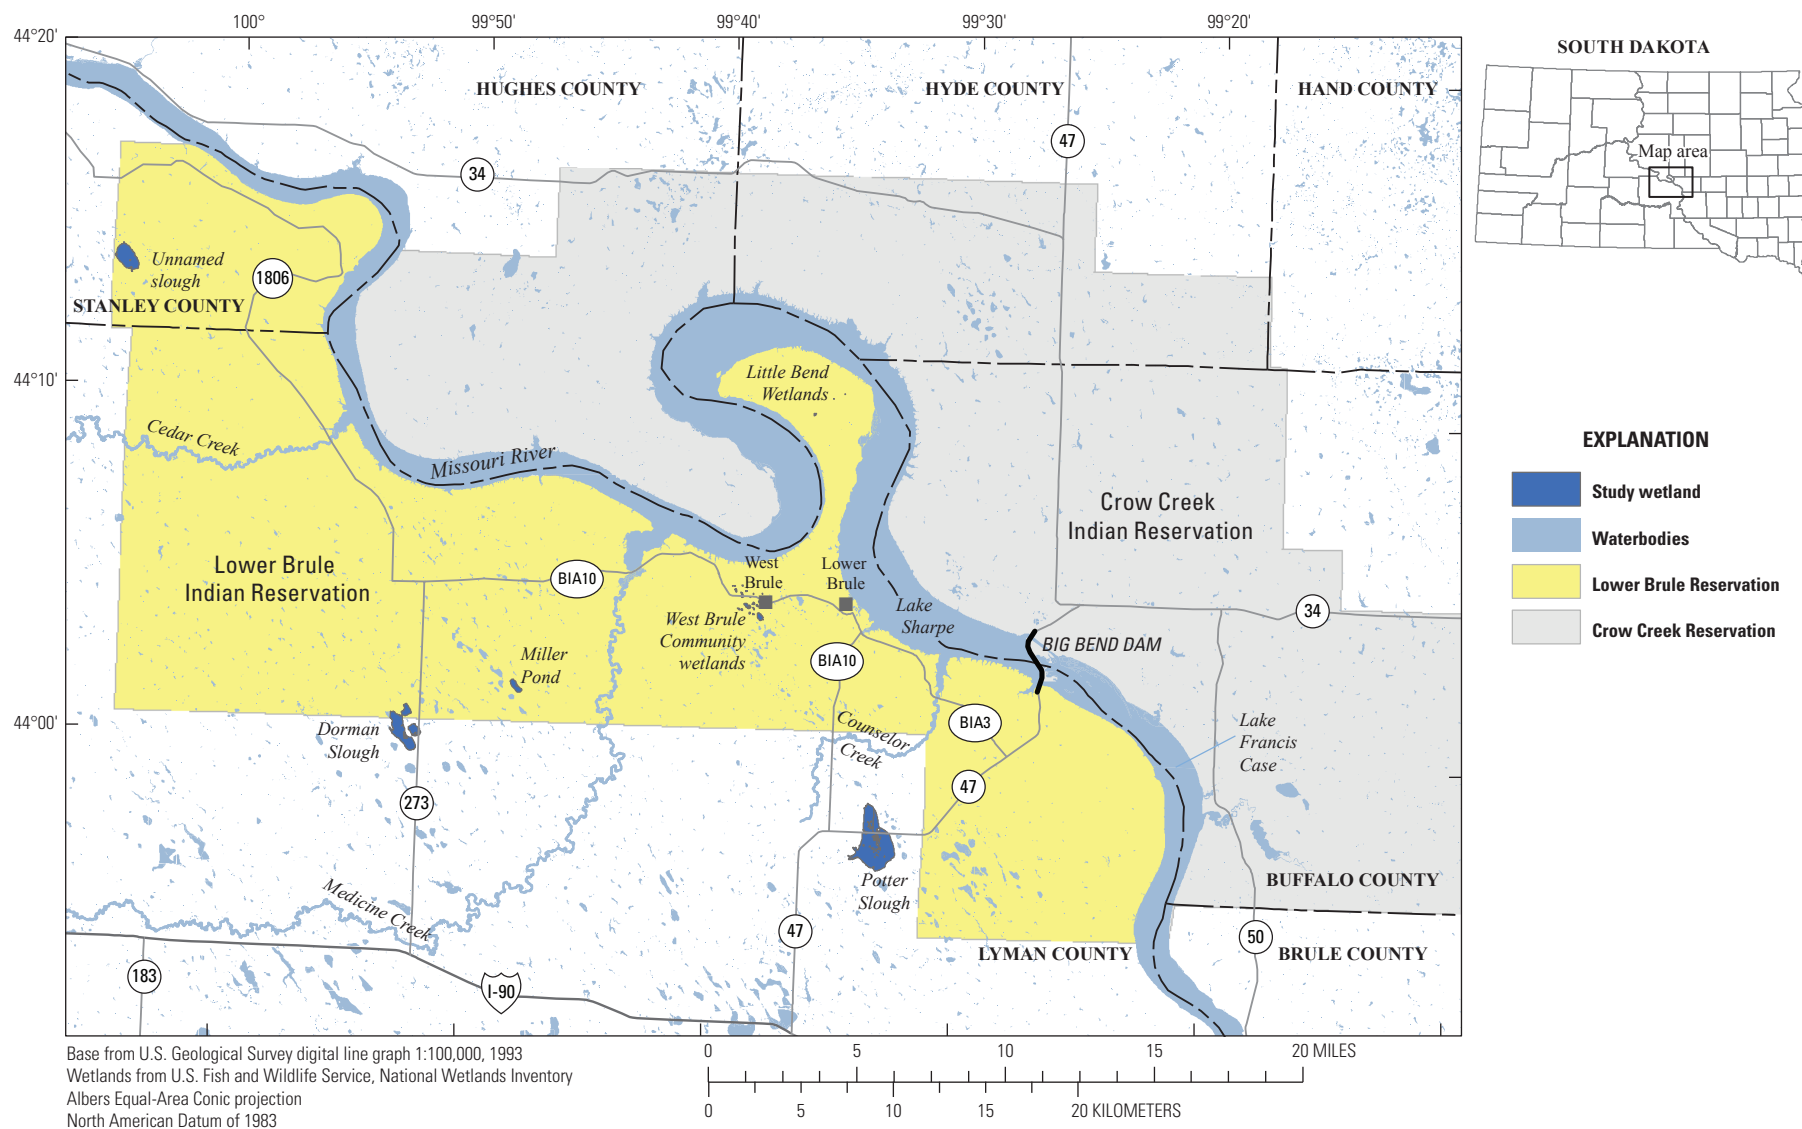 100°
99°50'
99°40'
99°30'
99°20'
44°20'
44°10'
44°00'
HUGHES COUNTY
HYDE COUNTY
HAND COUNTY
47
34
Unnamed
slough
1806
STANLEY COUNTY
Little Bend
Wetlands
Cedar Creek
Missouri River
Crow Creek
Indian Reservation
Lower Brule
Indian Reservation
BIA10
West
Brule
Lower
Brule
Lake
Sharpe
34
West Brule
Community
wetlands
BIG BEND DAM
Miller
Pond
BIA10
Dorman
Slough
Counselor
Creek
BIA3
Lake
Francis
Case
47
273
Potter
Slough
BUFFALO COUNTY
Medicine Creek
47
LYMAN COUNTY
50
BRULE COUNTY
183
I-90
SOUTH DAKOTA
Map area
EXPLANATION
Study wetland
Waterbodies
Lower Brule Reservation
Crow Creek Reservation
Base from U.S. Geological Survey digital line graph 1:100,000, 1993
Wetlands from U.S. Fish and Wildlife Service, National Wetlands Inventory
Albers Equal-Area Conic projection
North American Datum of 1983
0 5 10 15 20 MILES
0 5 10 15 20 KILOMETERS